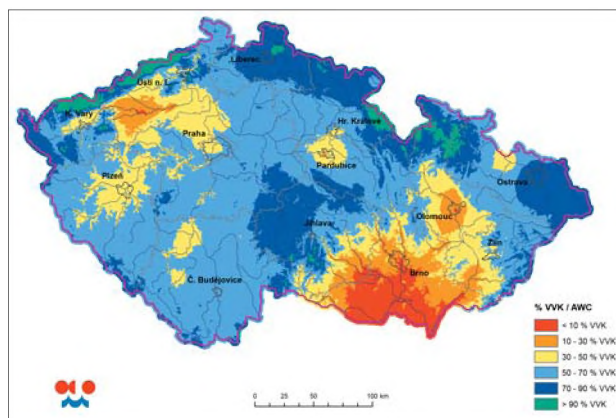 Liberec
Ústí n. L.
K. Vary
Hr. Králové
Praha
Pardubice
Plzeň
Ostrava
Olomouc
Jihlava
Zlín
Brno
Č. Budějovice
% VVK / AWC
< 10 % VVK
10 - 30 % VVK
30 - 50 % VVK
50 - 70 % VVK
70 - 90 % VVK
> 90 % VVK
0 25 50 100 km